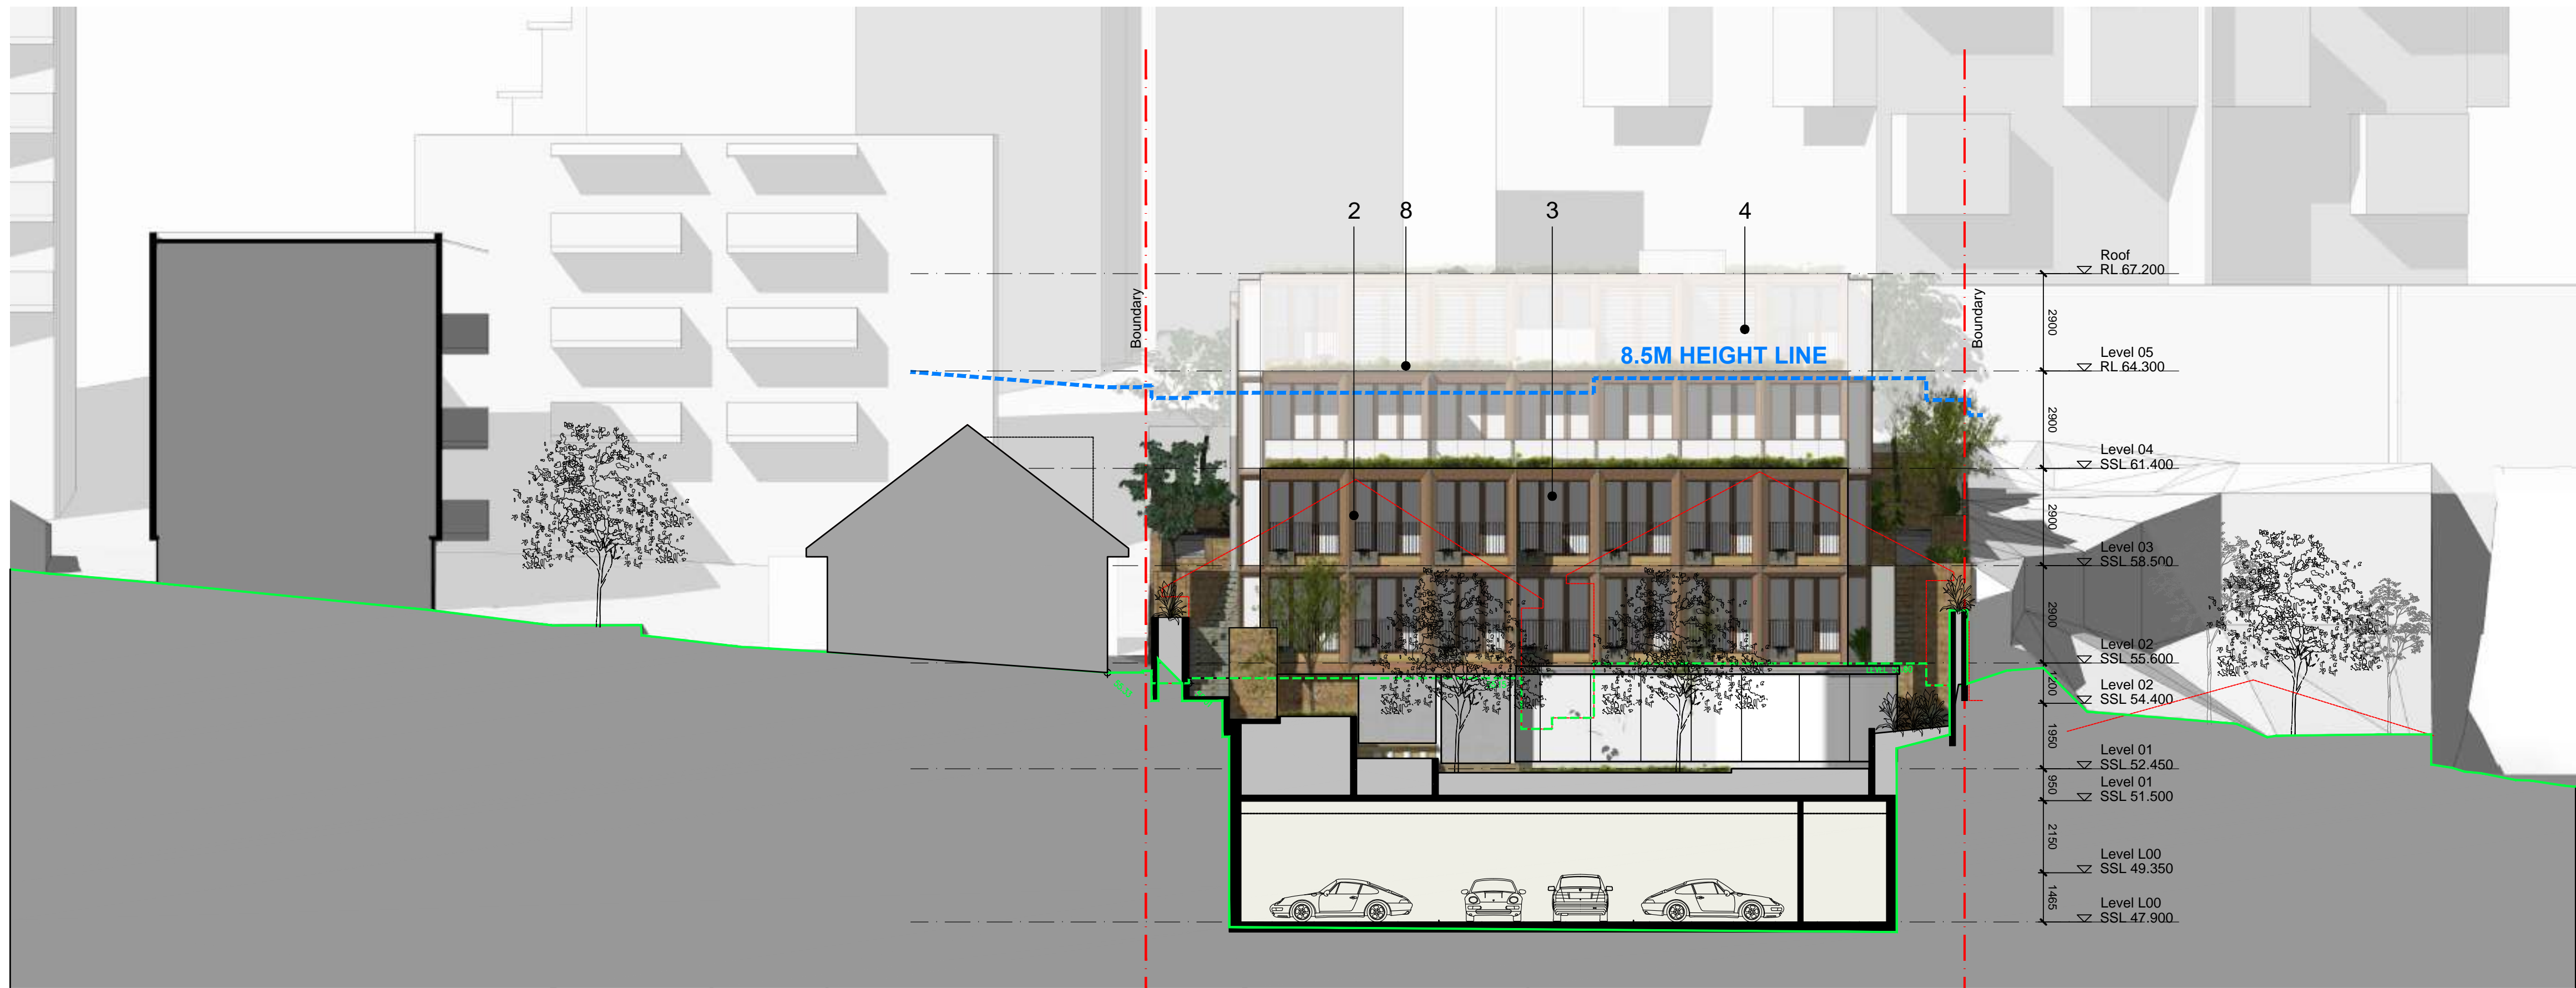 2
8
3
4
Boundary
Boundary
8.5M HEIGHT LINE
Roof
RL 67.200
2900
Level 05
RL 64.300
2900
Level 04
SSL 61.400
2900
Level 03
SSL 58.500
2900
Level 02
SSL 55.600
Level 02
SSL 54.400
1950
Level 01
SSL 52.450
950
Level 01
SSL 51.500
2150
Level L00
SSL 49.350
1465
Level L00
SSL 47.900